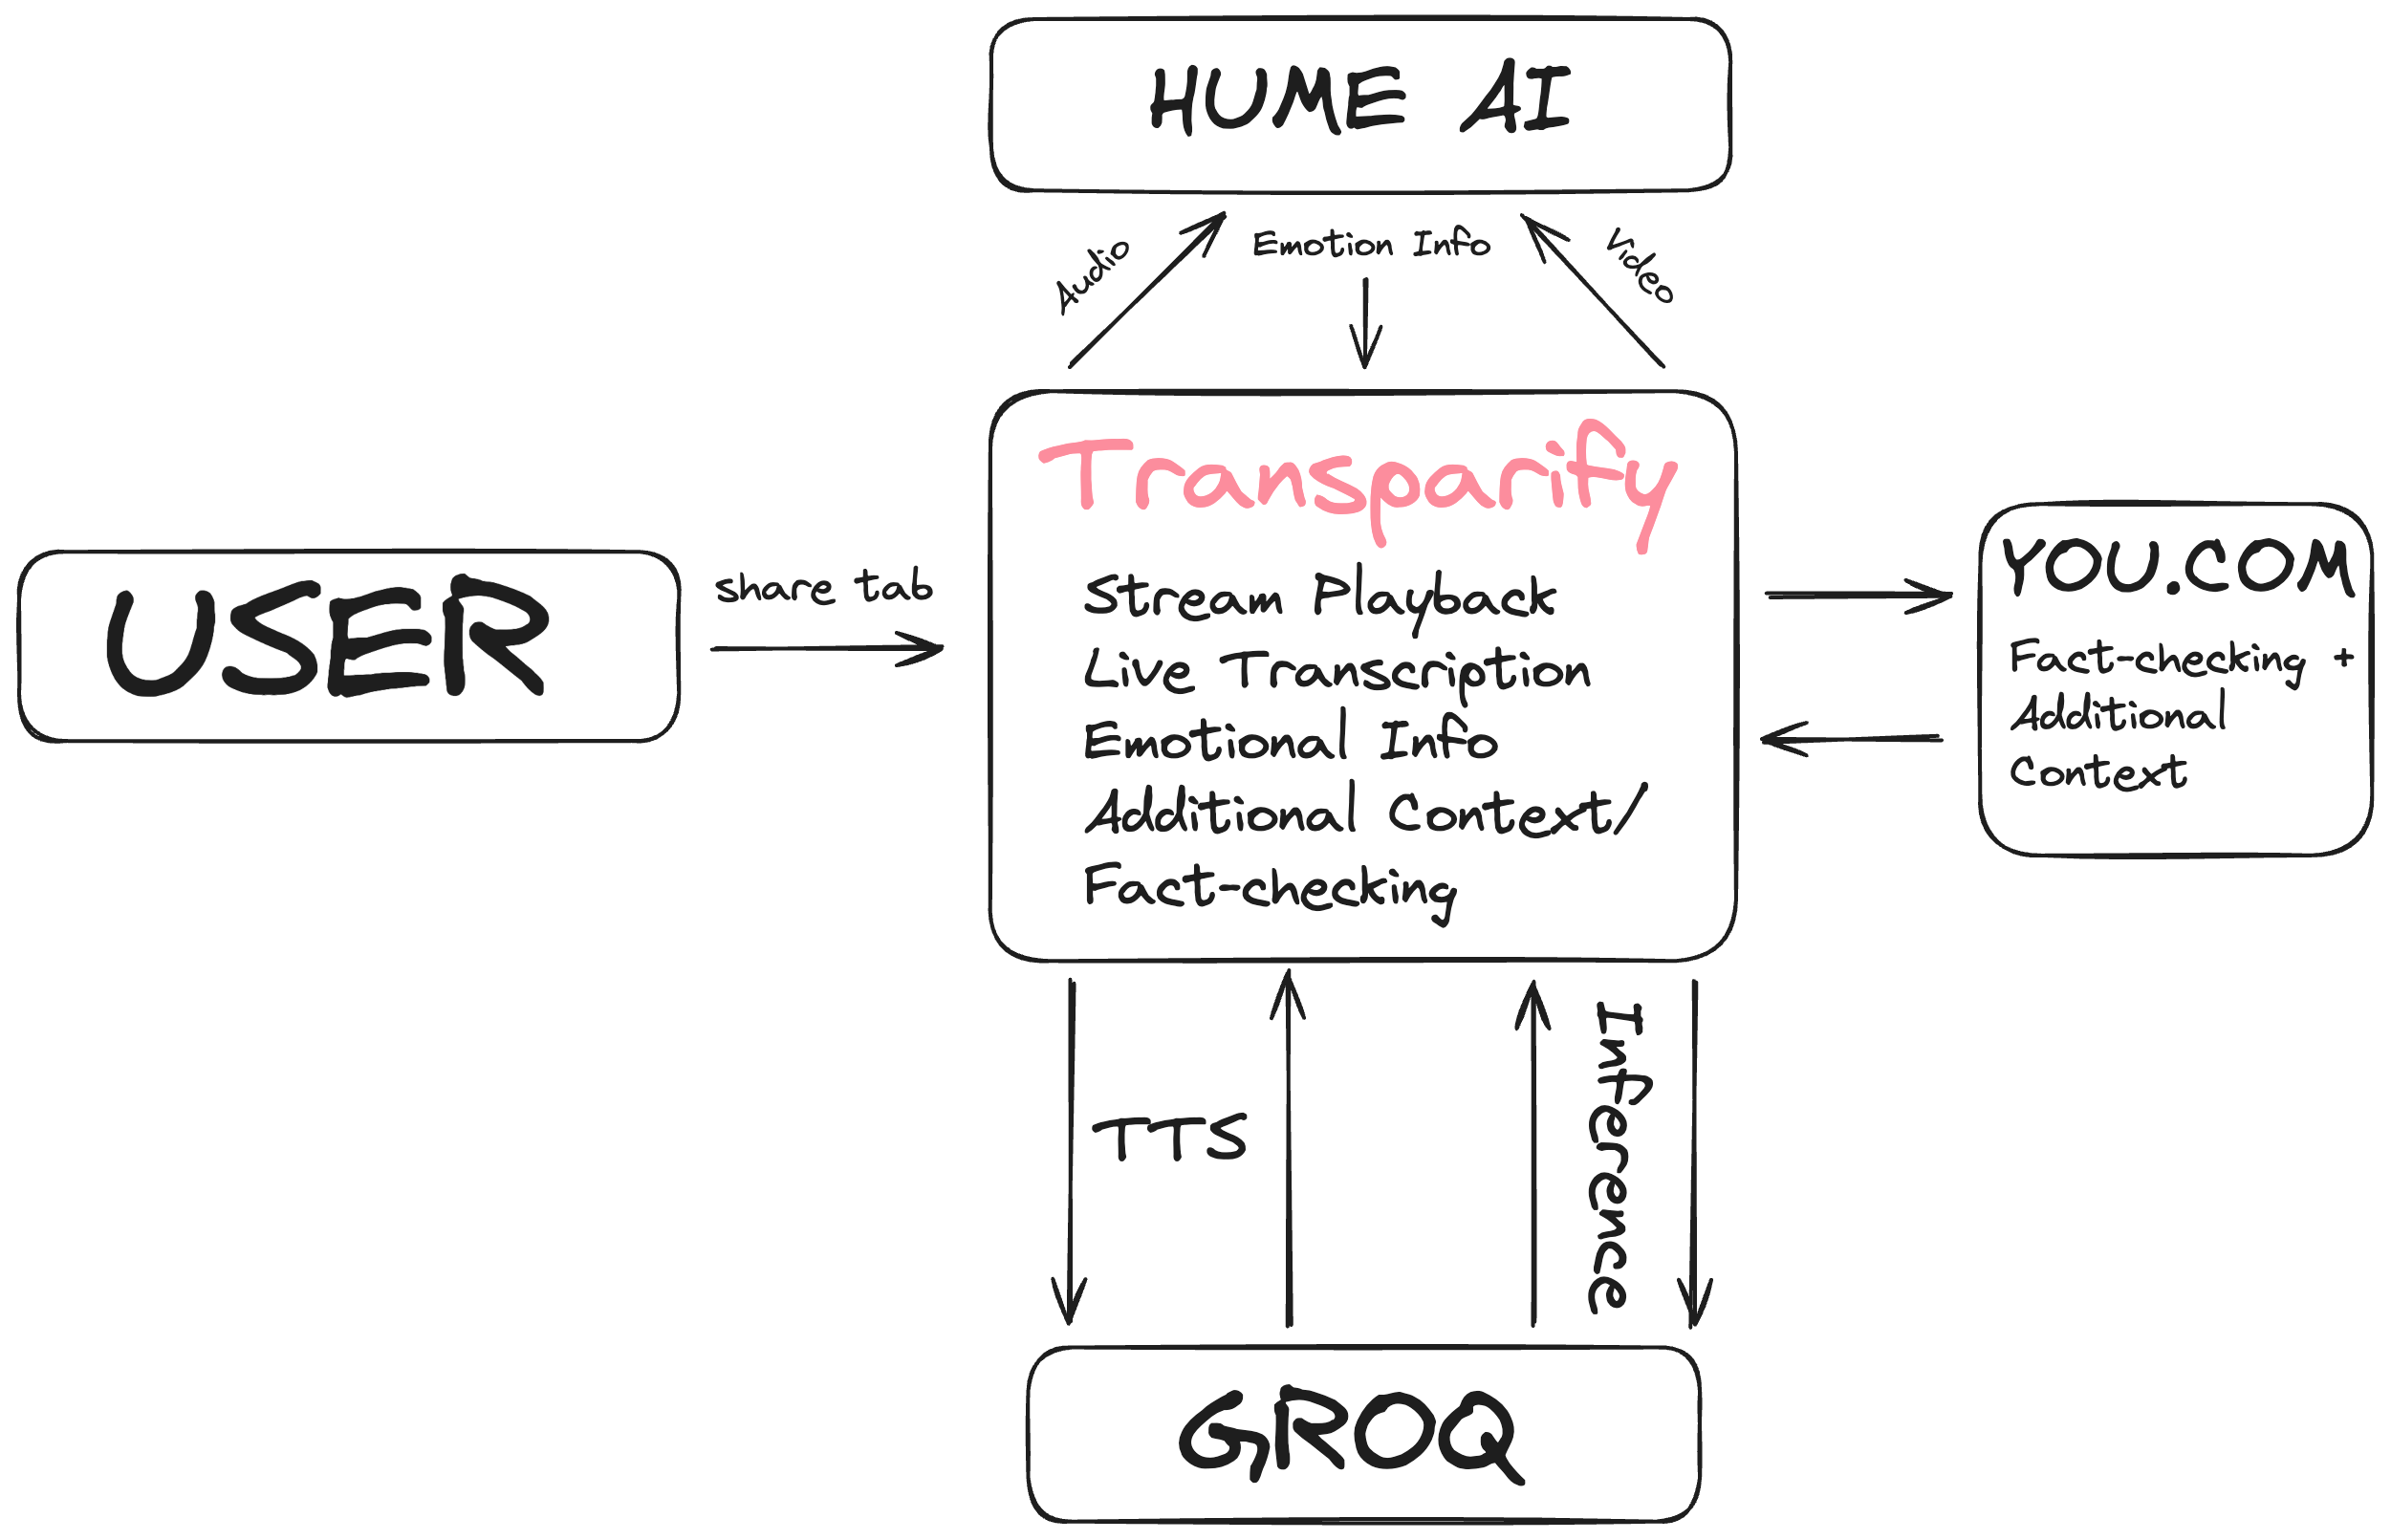 HUME AI
Audio
Emotion Info
Video
Transparify
Stream Playback
Live Transcription
Emotional Info
Additional Context/
Fact-checking
USER
share tab
YOU.COM
Fact-checking +
Additional
Context
TTS
Inference
GROQ